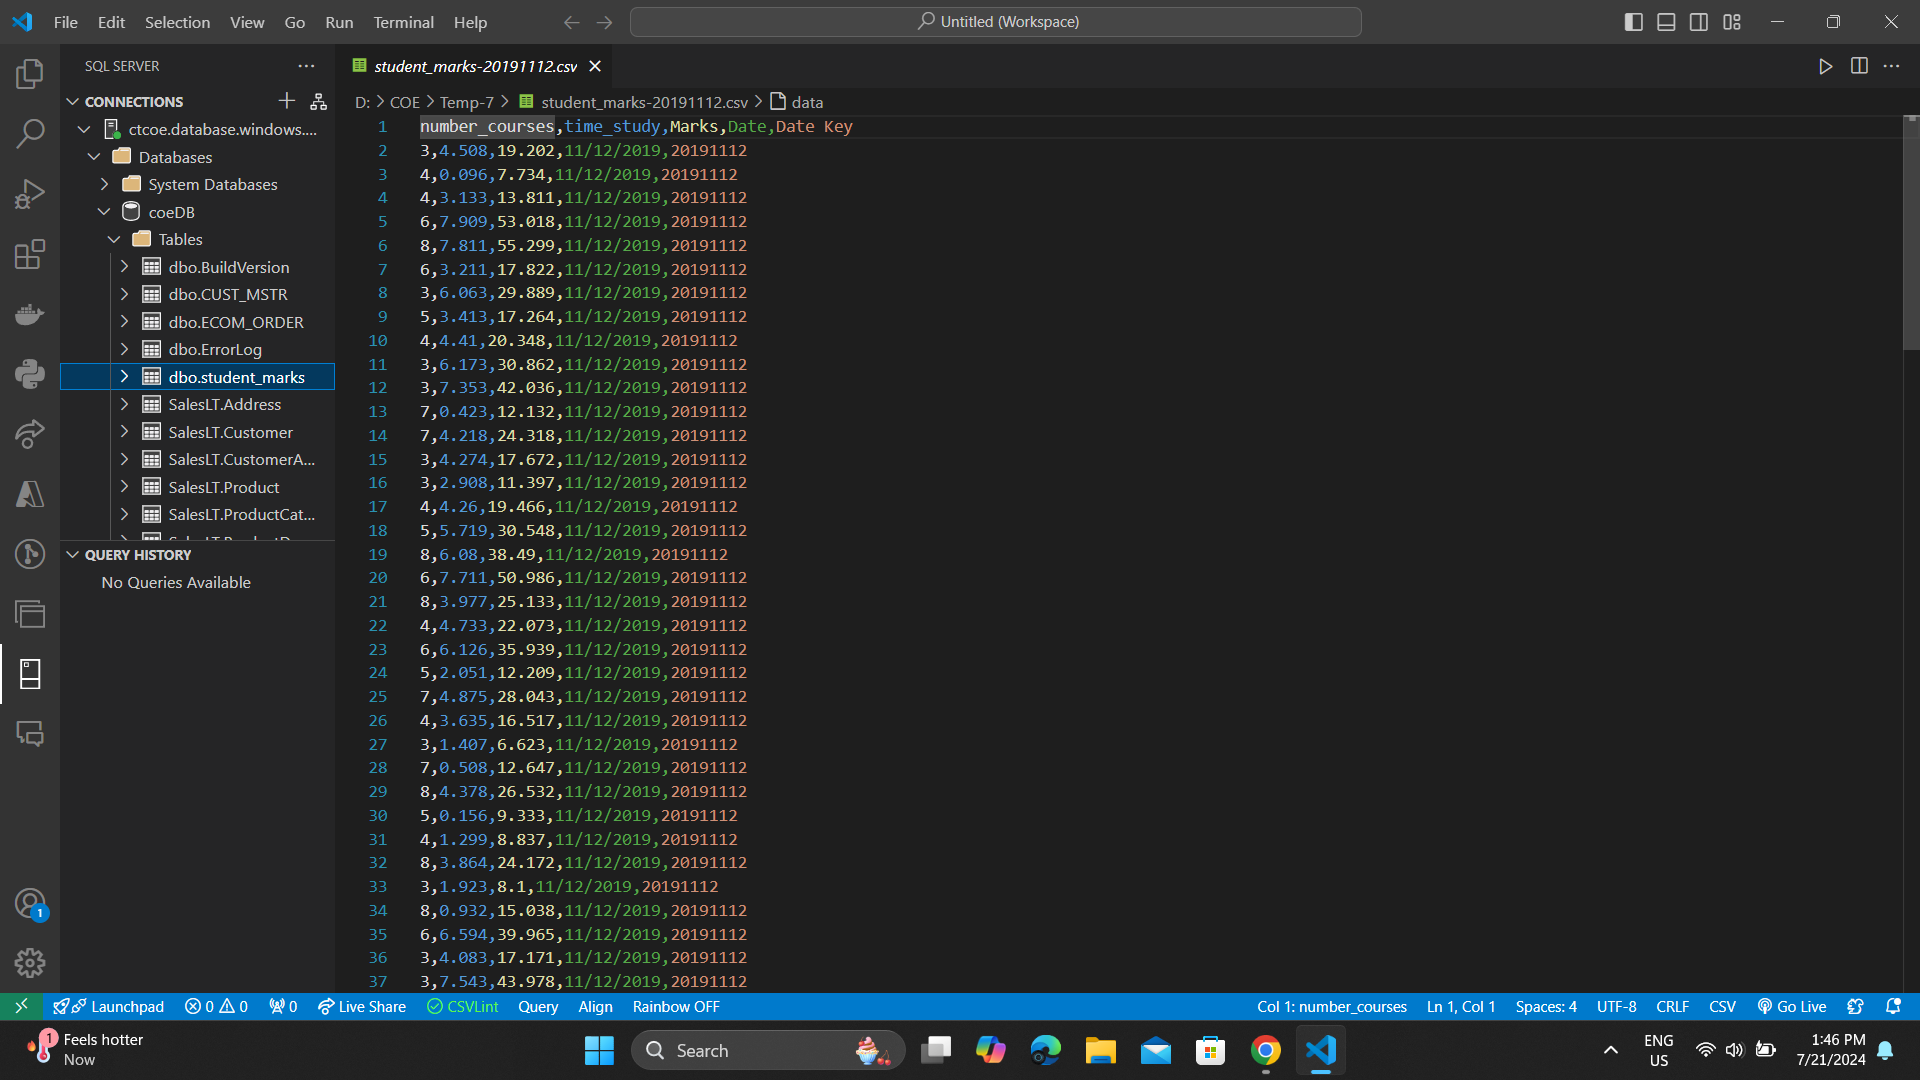 File Edit Selection View Go Run Terminal Help
Untitled (Workspace)
SQL SERVER
CONNECTIONS
ctcoe.database.windows....
Databases
System Databases
coeDB
Tables
dbo.BuildVersion
dbo.CUST_MSTR
dbo.ECOM_ORDER
dbo.ErrorLog
dbo.student_marks
SalesLT.Address
SalesLT.Customer
SalesLT.CustomerA...
SalesLT.Product
SalesLT.ProductCat...
QUERY HISTORY
No Queries Available
student_marks-20191112.csv
D: > COE > Temp-7 > student_marks-20191112.csv > data
1 number_courses,time_study,Marks,Date,Date Key
2 3,4.508,19.202,11/12/2019,20191112
3 4,0.096,7.734,11/12/2019,20191112
4 4,3.133,13.811,11/12/2019,20191112
5 6,7.909,53.018,11/12/2019,20191112
6 8,7.811,55.299,11/12/2019,20191112
7 6,3.211,17.822,11/12/2019,20191112
8 3,6.063,29.889,11/12/2019,20191112
9 5,3.413,17.264,11/12/2019,20191112
10 4,4.41,20.348,11/12/2019,20191112
11 3,6.173,30.862,11/12/2019,20191112
12 3,7.353,42.036,11/12/2019,20191112
13 7,0.423,12.132,11/12/2019,20191112
14 7,4.218,24.318,11/12/2019,20191112
15 3,4.274,17.672,11/12/2019,20191112
16 3,2.908,11.397,11/12/2019,20191112
17 4,4.26,19.466,11/12/2019,20191112
18 5,5.719,30.548,11/12/2019,20191112
19 8,6.08,38.49,11/12/2019,20191112
20 6,7.711,50.986,11/12/2019,20191112
21 8,3.977,25.133,11/12/2019,20191112
22 4,4.733,22.073,11/12/2019,20191112
23 6,6.126,35.939,11/12/2019,20191112
24 5,2.051,12.209,11/12/2019,20191112
25 7,4.875,28.043,11/12/2019,20191112
26 4,3.635,16.517,11/12/2019,20191112
27 3,1.407,6.623,11/12/2019,20191112
28 7,0.508,12.647,11/12/2019,20191112
29 8,4.378,26.532,11/12/2019,20191112
30 5,0.156,9.333,11/12/2019,20191112
31 4,1.299,8.837,11/12/2019,20191112
32 8,3.864,24.172,11/12/2019,20191112
33 3,1.923,8.1,11/12/2019,20191112
34 8,0.932,15.038,11/12/2019,20191112
35 6,6.594,39.965,11/12/2019,20191112
36 3,4.083,17.171,11/12/2019,20191112
37 3,7.543,43.978,11/12/2019,20191112
1
Launchpad 0 0 0 Live Share CSVLint Query Align Rainbow OFF Col 1: number_courses Ln 1, Col 1 Spaces: 4 UTF-8 CRLF CSV Go Live
1
Feels hotter
Now
Search
ENG
US
1:46 PM
7/21/2024